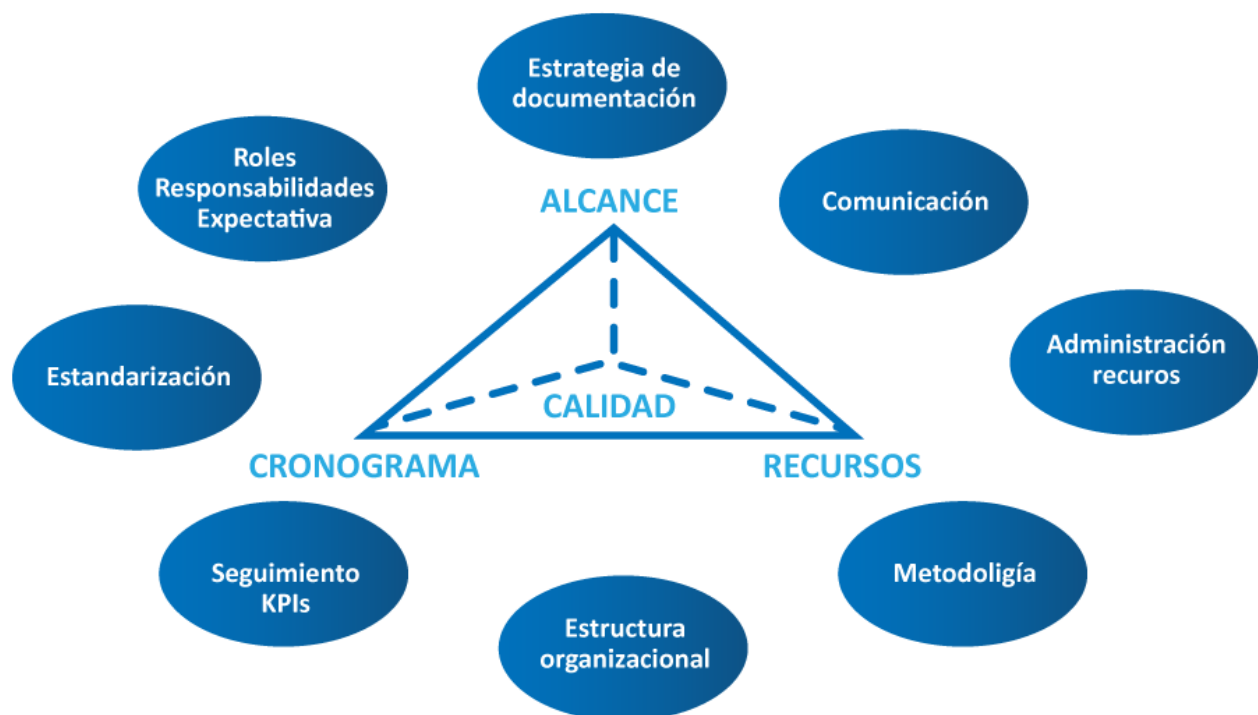 Estrategia de
documentación
Roles
Responsabilidades
Expectativa
ALCANCE
Comunicación
Estandarización
Administración
recuros
CALIDAD
CRONOGRAMA
RECURSOS
Seguimiento
KPIs
Metodoligía
Estructura
organizacional